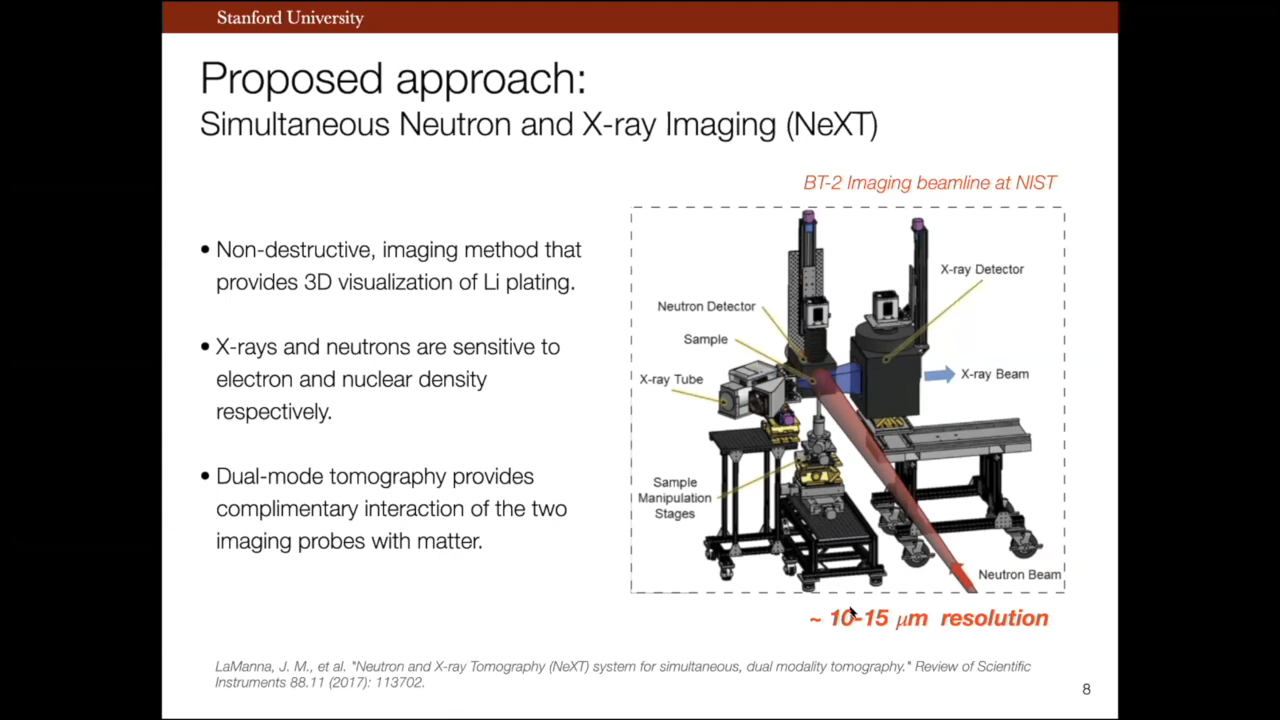 Stanford University
Proposed approach:
Simultaneous Neutron and X-ray Imaging (NeXT)
BT-2 Imaging beamline at NIST
• Non-destructive, imaging method that
provides 3D visualization of Li plating.
• X-rays and neutrons are sensitive to
electron and nuclear density
respectively.
• Dual-mode tomography provides
complimentary interaction of the two
imaging probes with matter.
X-ray Detector
Neutron Detector
Sample
X-ray Tube
X-ray Beam
Sample
Manipulation
Stages
Neutron Beam
~ 10-15 μm resolution
LaManna, J. M., et al. "Neutron and X-ray Tomography (NeXT) system for simultaneous, dual modality tomography." Review of Scientific
Instruments 88.11 (2017): 113702.
8